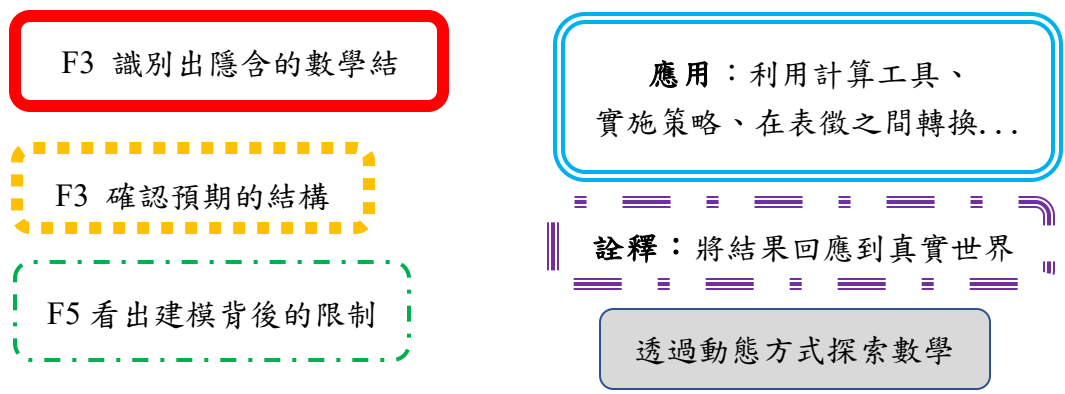 F3 識別出隱含的數學結
F3 確認預期的結構
F5 看出建模背後的限制
應用：利用計算工具、
實施策略、在表徵之間轉換...
詮釋：將結果回應到真實世界
透過動態方式探索數學